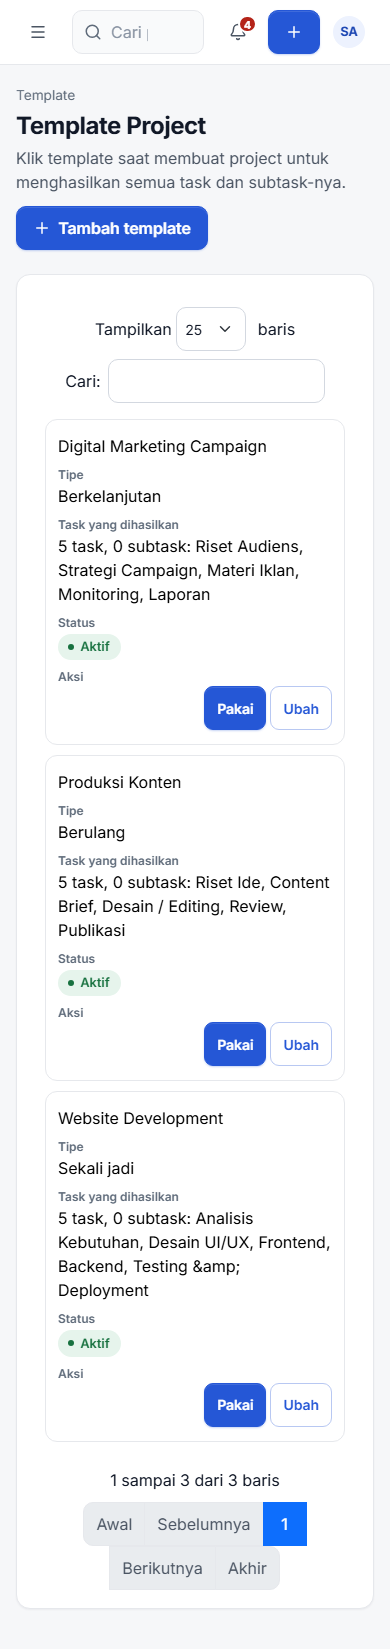 Cari
4
SA
Template
Template Project
Klik template saat membuat project untuk
menghasilkan semua task dan subtask-nya.
Tambah template
Tampilkan 25 baris
Cari:
Digital Marketing Campaign
Tipe
Berkelanjutan
Task yang dihasilkan
5 task, 0 subtask: Riset Audiens,
Strategi Campaign, Materi Iklan,
Monitoring, Laporan
Status
Aktif
Aksi
Pakai Ubah
Produksi Konten
Tipe
Berulang
Task yang dihasilkan
5 task, 0 subtask: Riset Ide, Content
Brief, Desain / Editing, Review,
Publikasi
Status
Aktif
Aksi
Pakai Ubah
Website Development
Tipe
Sekali jadi
Task yang dihasilkan
5 task, 0 subtask: Analisis
Kebutuhan, Desain UI/UX, Frontend,
Backend, Testing &amp;amp;
Deployment
Status
Aktif
Aksi
Pakai Ubah
1 sampai 3 dari 3 baris
Awal Sebelumnya 1
Berikutnya Akhir